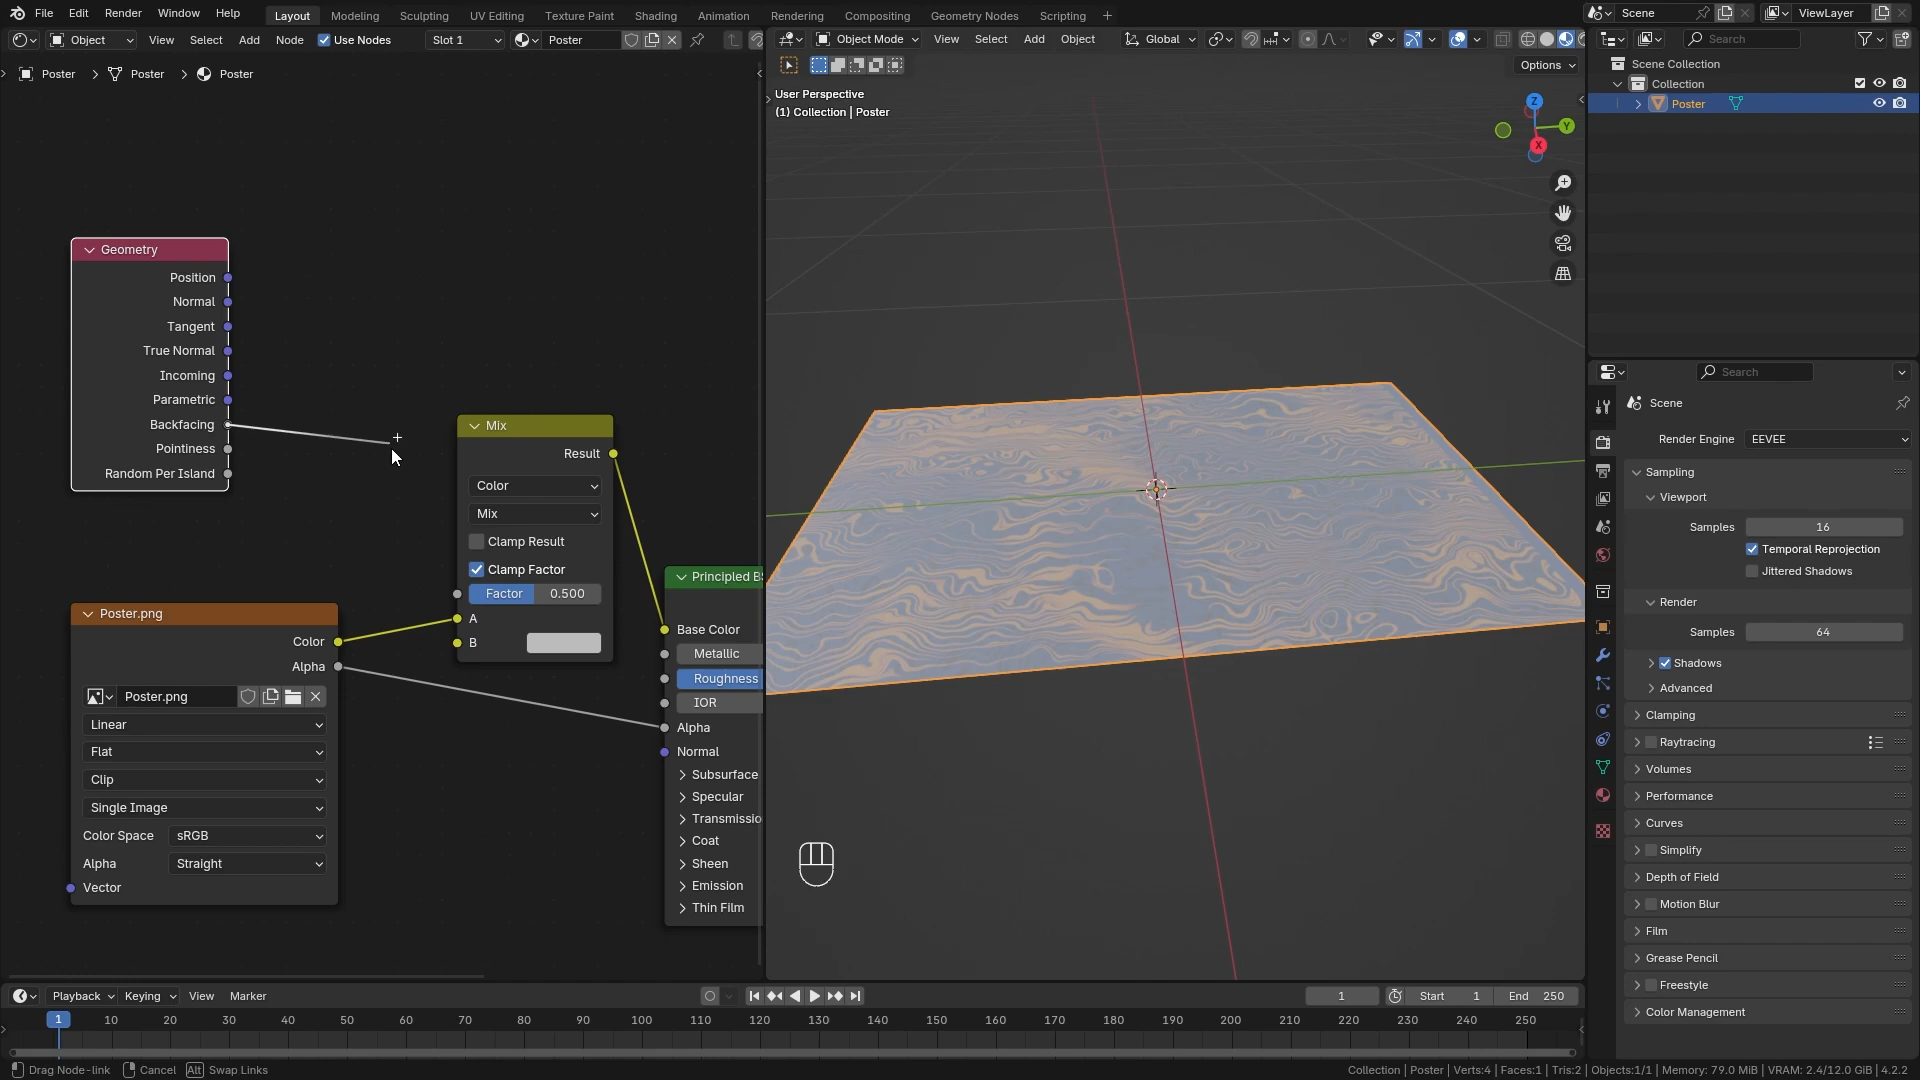 File Edit Render Window Help Layout Modeling Sculpting UV Editing Texture Paint Shading Animation Rendering Compositing Geometry Nodes Scripting Scene ViewLayer
Object View Select Add Node Use Nodes Slot 1 Poster
Object Mode View Select Add Object Global
Search
Poster Poster Poster
Options
User Perspective
(1) Collection | Poster
Z
Y
X
Scene Collection
Collection
Poster
Geometry
Position
Normal
Tangent
True Normal
Incoming
Parametric
Backfacing
Pointiness
Random Per Island
Mix
Result
Color
Mix
Clamp Result
Clamp Factor
Factor 0.500
A
B
Poster.png
Color
Alpha
Poster.png
Linear
Flat
Clip
Single Image
Color Space sRGB
Alpha Straight
Vector
Principled BS
Base Color
Metallic
Roughness
IOR
Alpha
Normal
Subsurface
Specular
Transmissio
Coat
Sheen
Emission
Thin Film
Search
Scene
Render Engine EEVEE
Sampling
Viewport
Samples 16
Temporal Reprojection
Jittered Shadows
Render
Samples 64
Shadows
Advanced
Clamping
Raytracing
Volumes
Performance
Curves
Simplify
Depth of Field
Motion Blur
Film
Grease Pencil
Freestyle
Color Management
Playback Keying View Marker 1 Start 1 End 250
1 10 20 30 40 50 60 70 80 90 100 110 120 130 140 150 160 170 180 190 200 210 220 230 240 250
Drag Node-link Cancel Alt Swap Links
Collection | Poster | Verts:4 | Faces:1 | Tris:2 | Objects:1/1 | Memory: 79.0 MiB | VRAM: 2.4/12.0 GiB | 4.2.2